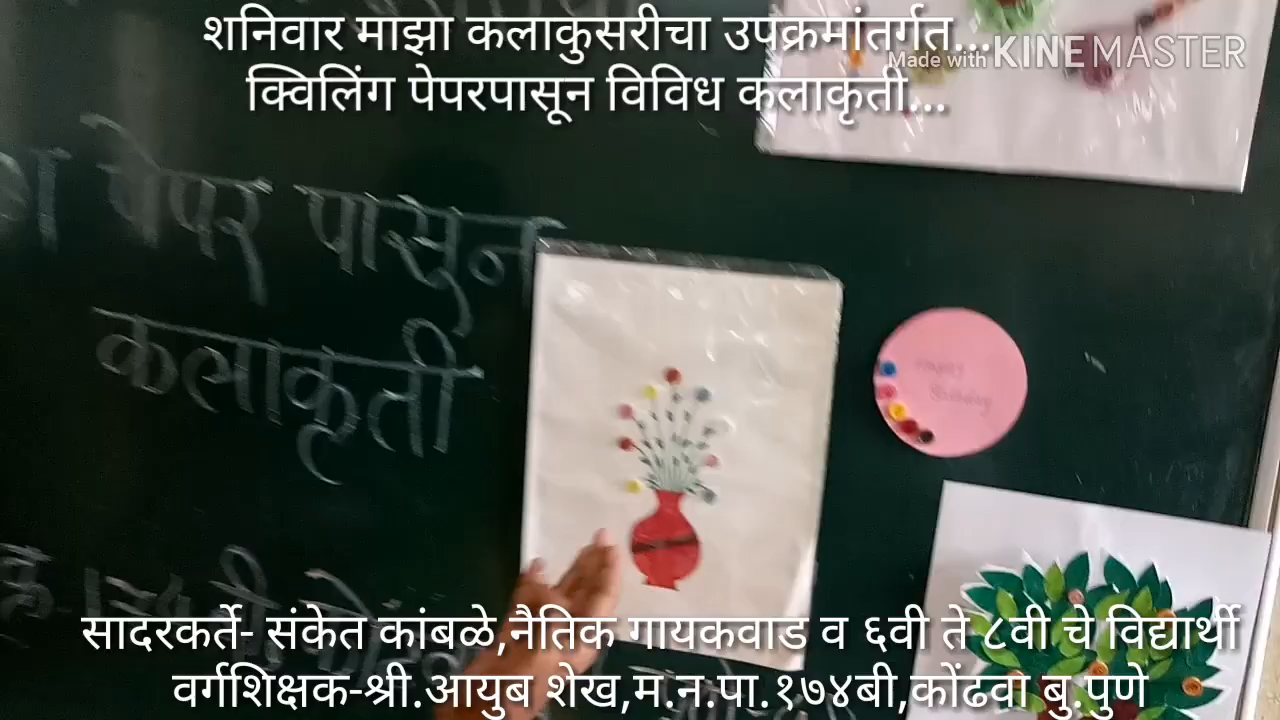 शनिवार माझा कलाकुसरीचा उपक्रमांतर्गत...
Made with KINEMASTER
क्विलिंग पेपरपासून विविध कलाकृती...
पेपर पासून
कलाकृती
सादरकर्ते- संकेत कांबळे,नैतिक गायकवाड व ६वी ते ८वी चे विद्यार्थी
वर्गशिक्षक-श्री.आयुब शेख,म.न.पा.१७४बी,कोंढवा बु.पुणे